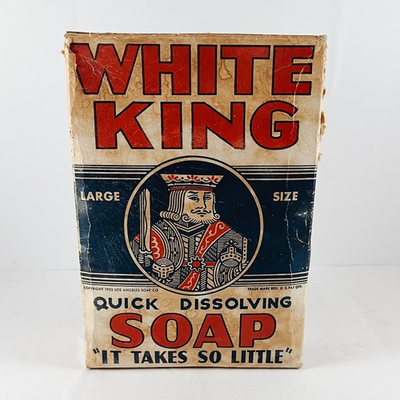 WHITE
KING
LARGE SIZE
COPYRIGHT 1933 LOS ANGELES SOAP CO. TRADE MARK REG. U.S. PAT. OFF.
QUICK DISSOLVING
SOAP
"IT TAKES SO LITTLE"